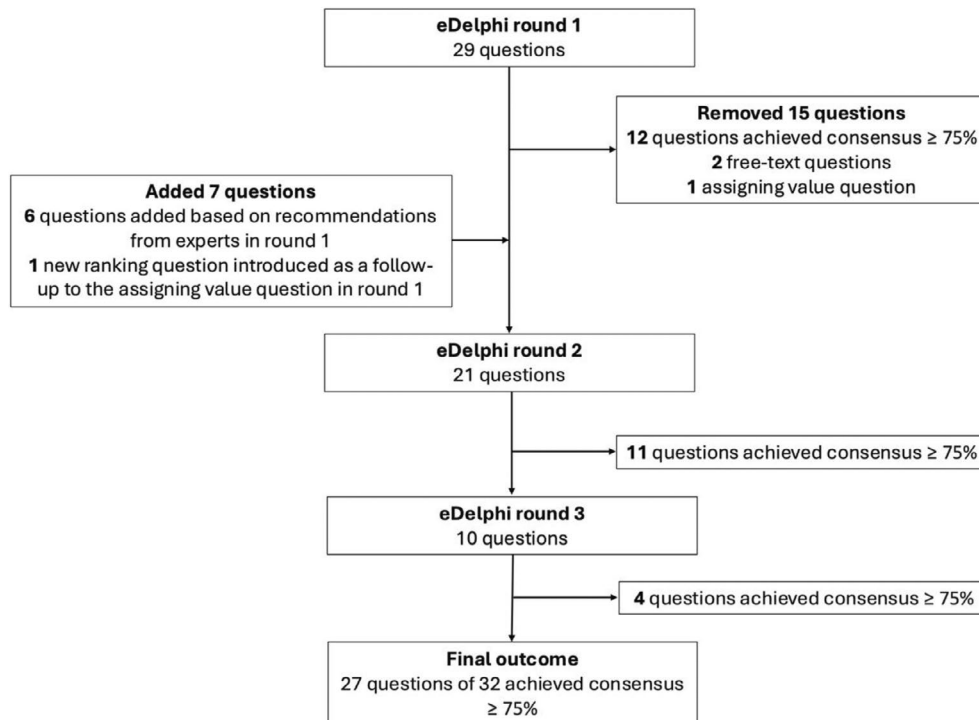 eDelphi round 1
29 questions
Removed 15 questions
12 questions achieved consensus ≥ 75%
2 free-text questions
1 assigning value question
Added 7 questions
6 questions added based on recommendations
from experts in round 1
1 new ranking question introduced as a follow-
up to the assigning value question in round 1
eDelphi round 2
21 questions
11 questions achieved consensus ≥ 75%
eDelphi round 3
10 questions
4 questions achieved consensus ≥ 75%
Final outcome
27 questions of 32 achieved consensus
≥ 75%